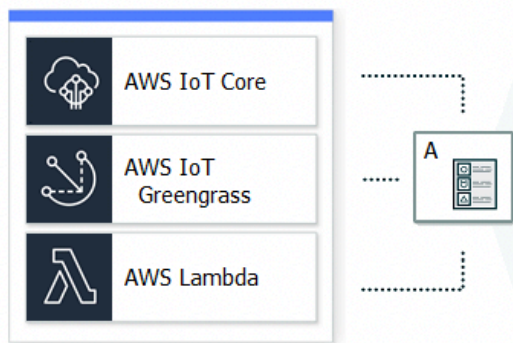 AWS IoT Core
AWS IoT
Greengrass
A
AWS Lambda